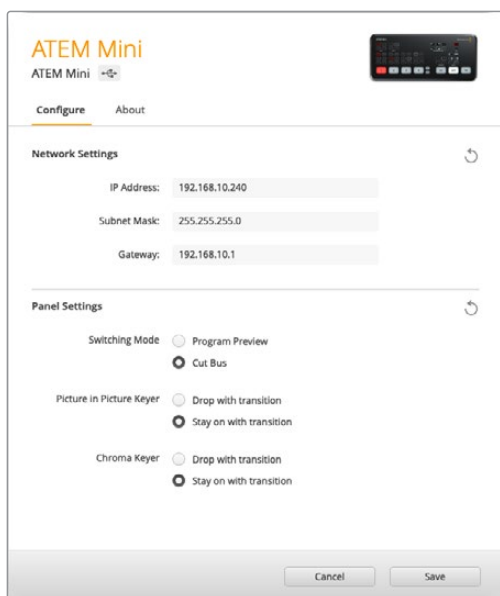 ATEM Mini
ATEM Mini
Configure About
Network Settings
IP Address: 192.168.10.240
Subnet Mask: 255.255.255.0
Gateway: 192.168.10.1
Panel Settings
Switching Mode Program Preview
Cut Bus
Picture in Picture Keyer Drop with transition
Stay on with transition
Chroma Keyer Drop with transition
Stay on with transition
Cancel Save